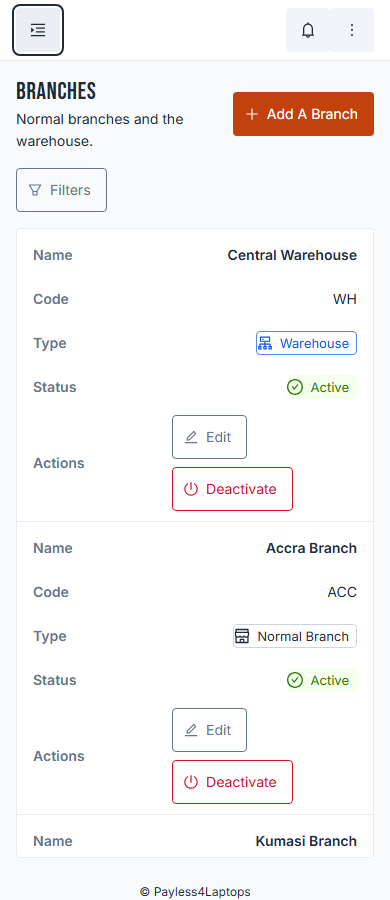 BRANCHES
Normal branches and the
warehouse.
Add A Branch
Filters
Name Central Warehouse
Code WH
Type Warehouse
Status Active
Actions Edit
Deactivate
Name Accra Branch
Code ACC
Type Normal Branch
Status Active
Actions Edit
Deactivate
Name Kumasi Branch
© Payless4Laptops